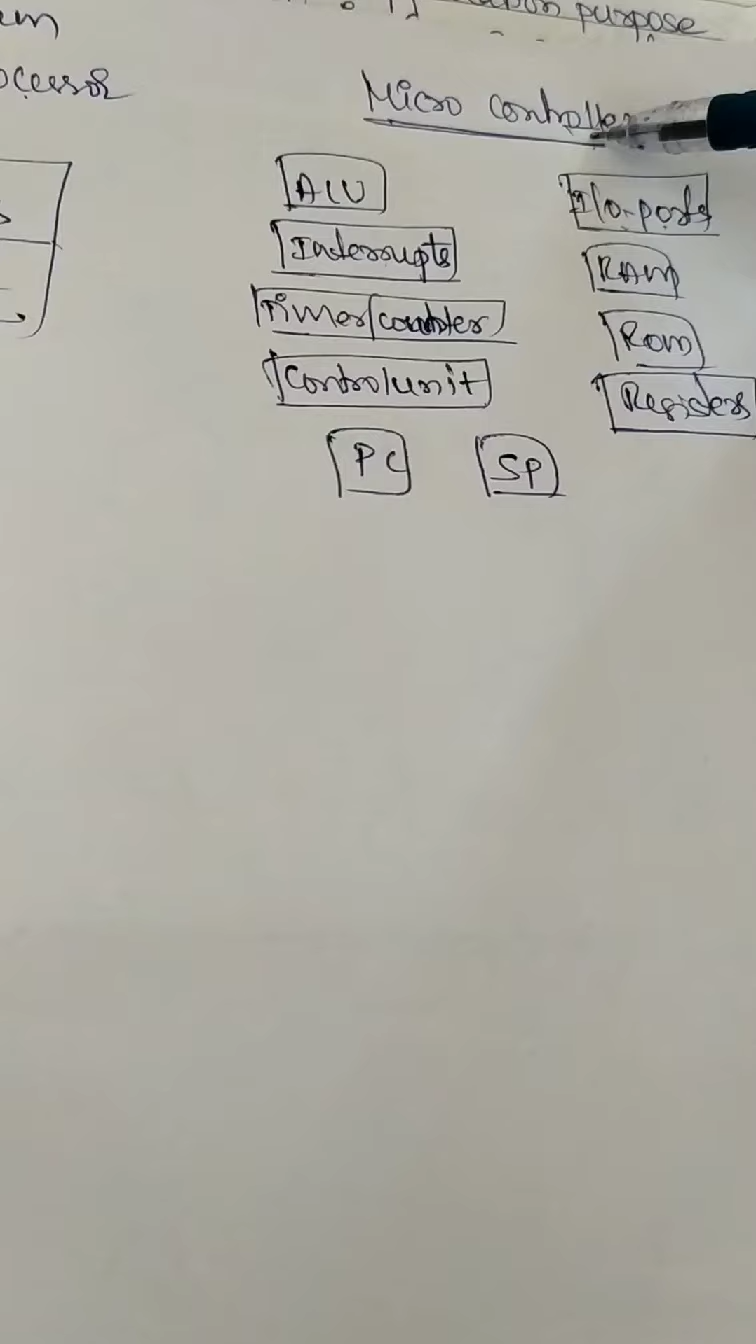 purpose
Micro controller
ALU
I/O-ports
Interrupts
RAM
Timer/counter
ROM
Control unit
Registers
PC
SP